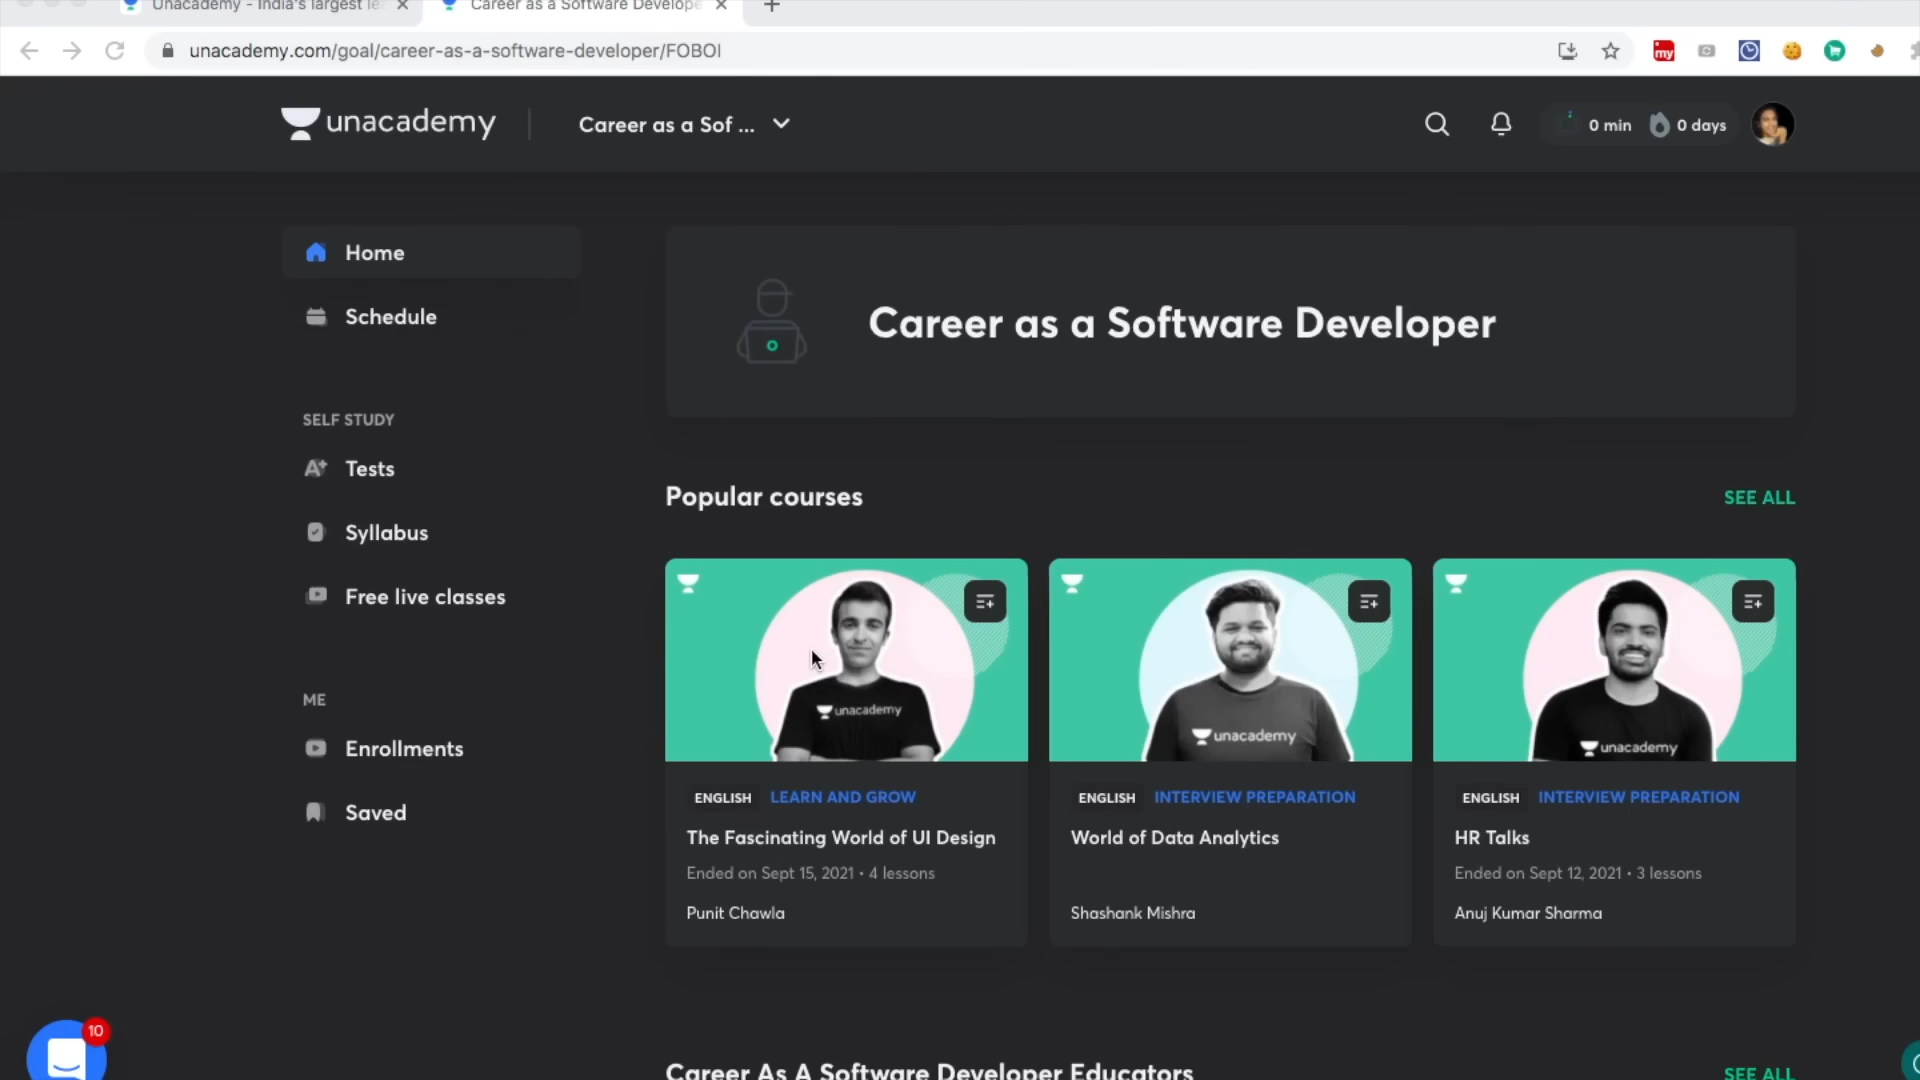 Unacademy - India's largest le
Career as a Software Develope
unacademy.com/goal/career-as-a-software-developer/FOBOI
my
unacademy
Career as a Sof ...
0 min
0 days
Home
Schedule
SELF STUDY
Tests
Syllabus
Free live classes
ME
Enrollments
Saved
Career as a Software Developer
Popular courses
SEE ALL
unacademy
ENGLISH LEARN AND GROW
The Fascinating World of UI Design
Ended on Sept 15, 2021 • 4 lessons
Punit Chawla
unacademy
ENGLISH INTERVIEW PREPARATION
World of Data Analytics
Shashank Mishra
unacademy
ENGLISH INTERVIEW PREPARATION
HR Talks
Ended on Sept 12, 2021 • 3 lessons
Anuj Kumar Sharma
10
Career As A Software Developer Educators
SEE ALL